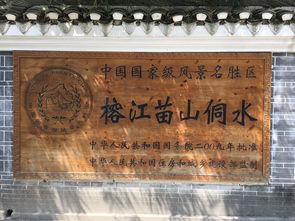 中国国家级风景名胜区
榕江苗山侗水
中华人民共和国国务院二〇〇九年批准
中华人民共和国住房和城乡建设部监制